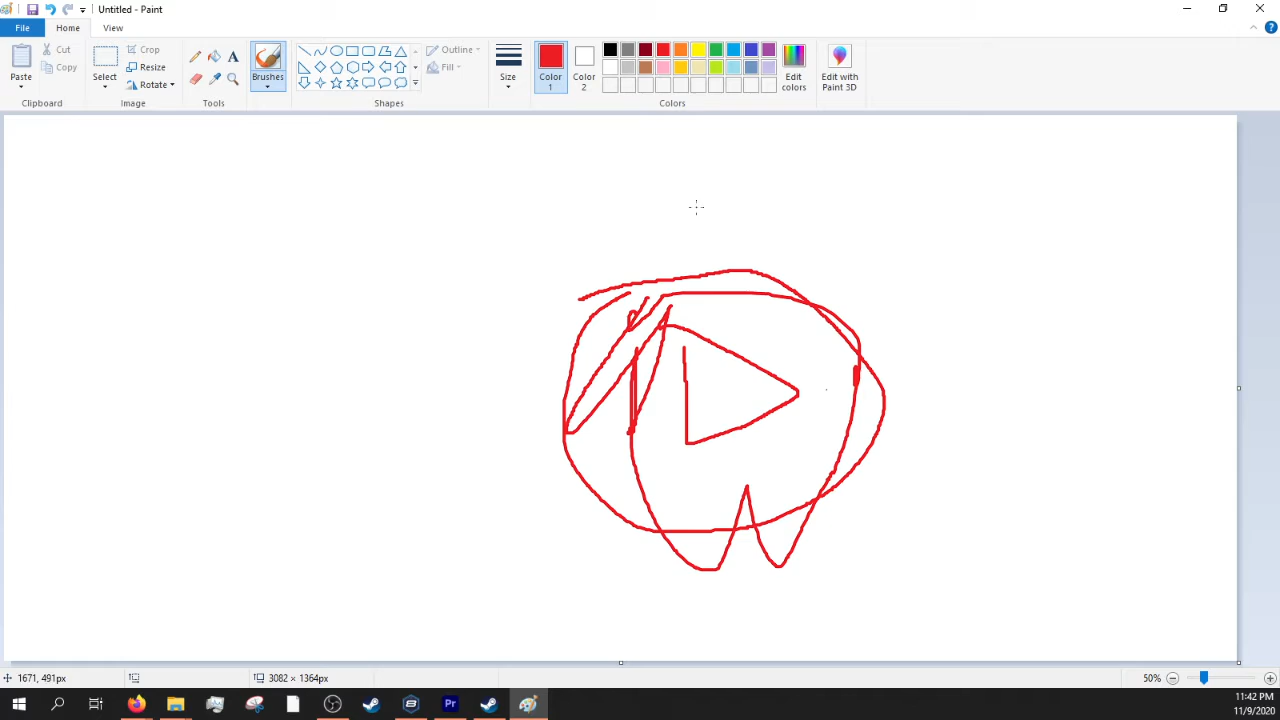 Untitled - Paint
File Home View
Paste
Cut
Copy
Clipboard
Select
Crop
Resize
Rotate
Image
A
Tools
Brushes
Outline
Fill
Shapes
Size
Color 1
Color 2
Edit colors
Colors
Edit with Paint 3D
1671, 491px
3082 × 1364px
50%
Pr
11:42 PM
11/9/2020